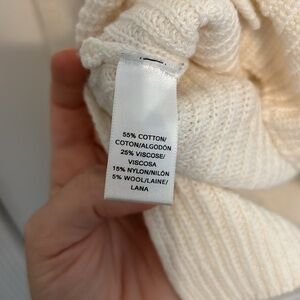 55% COTTON/
COTON/ALGODÓN
25% VISCOSE/
VISCOSA
15% NYLON/NILÓN
5% WOOL/LAINE/
LANA